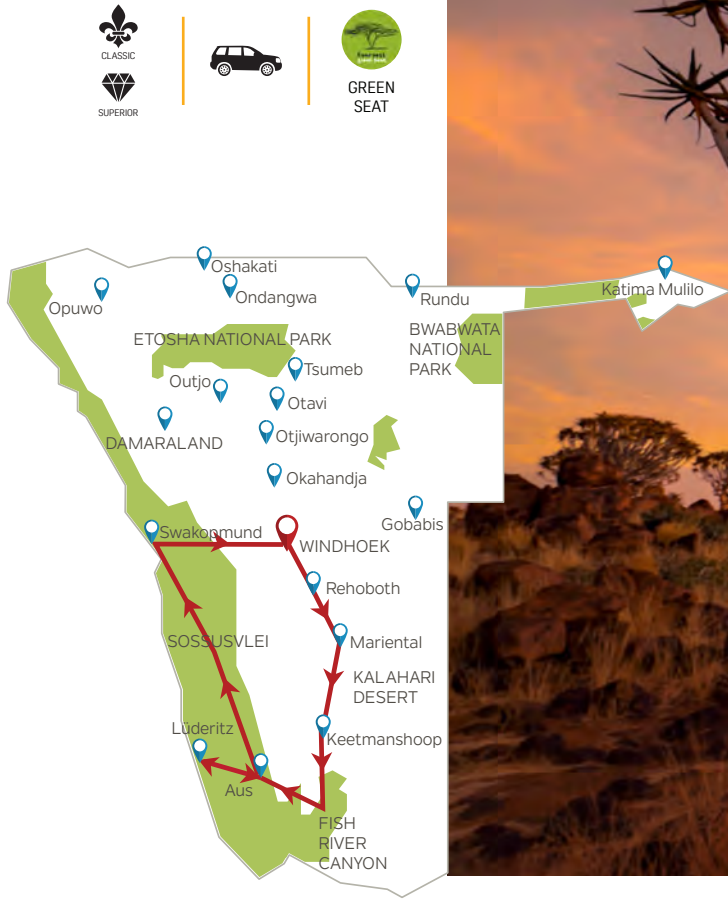 CLASSIC
SUPERIOR
GREEN
SEAT
Oshakati
Ondangwa
Opuwo
Rundu
Katima Mulilo
ETOSHA NATIONAL PARK
BWABWATA
NATIONAL
PARK
Tsumeb
Outjo
Otavi
DAMARALAND
Otjiwarongo
Okahandja
Gobabis
Swakopmund
WINDHOEK
Rehoboth
SOSSUSVLEI
Mariental
KALAHARI
DESERT
Lüderitz
Keetmanshoop
Aus
FISH
RIVER
CANYON